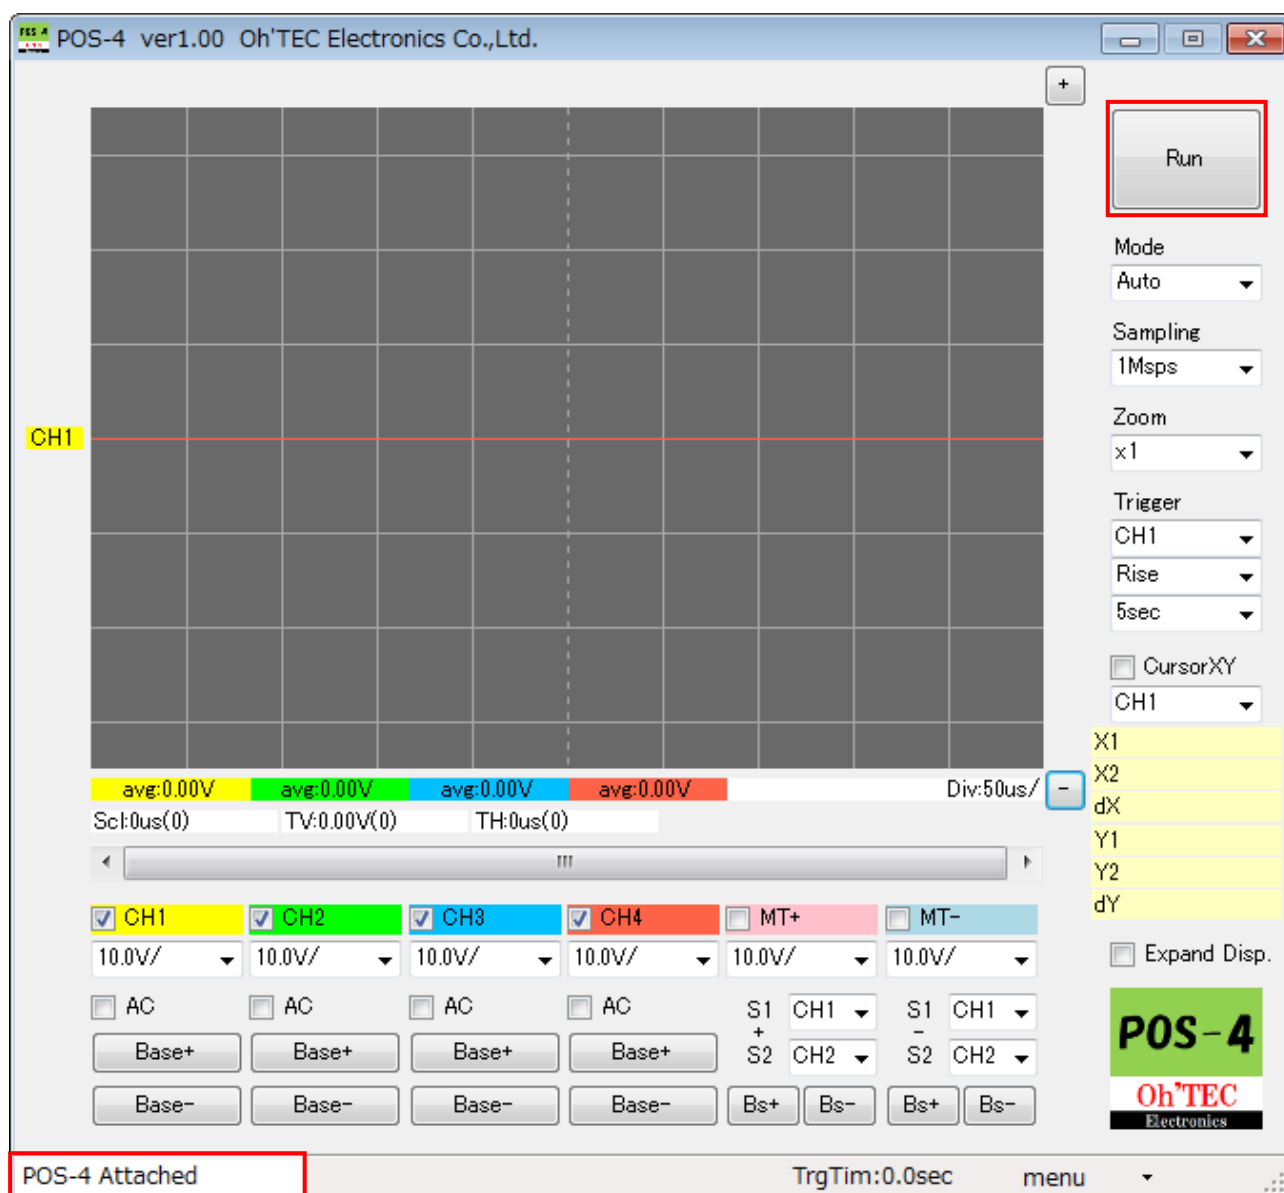 POS-4 ver1.00 Oh'TEC Electronics Co.,Ltd.
+
Run
Mode
Auto
Sampling
1Msps
Zoom
x1
Trigger
CH1
Rise
5sec
CursorXY
CH1
X1
X2
dX
Y1
Y2
dY
Expand Disp.
POS-4
Oh'TEC
Electronics
CH1
avg:0.00V avg:0.00V avg:0.00V avg:0.00V Div:50us/ -
Scl:0us(0) TV:0.00V(0) TH:0us(0)
CH1 CH2 CH3 CH4 MT+ MT-
10.0V/ 10.0V/ 10.0V/ 10.0V/ 10.0V/ 10.0V/
AC AC AC AC S1 CH1 S1 CH1
+ -
Base+ Base+ Base+ Base+ S2 CH2 S2 CH2
Base- Base- Base- Base- Bs+ Bs- Bs+ Bs-
POS-4 Attached TrgTim:0.0sec menu